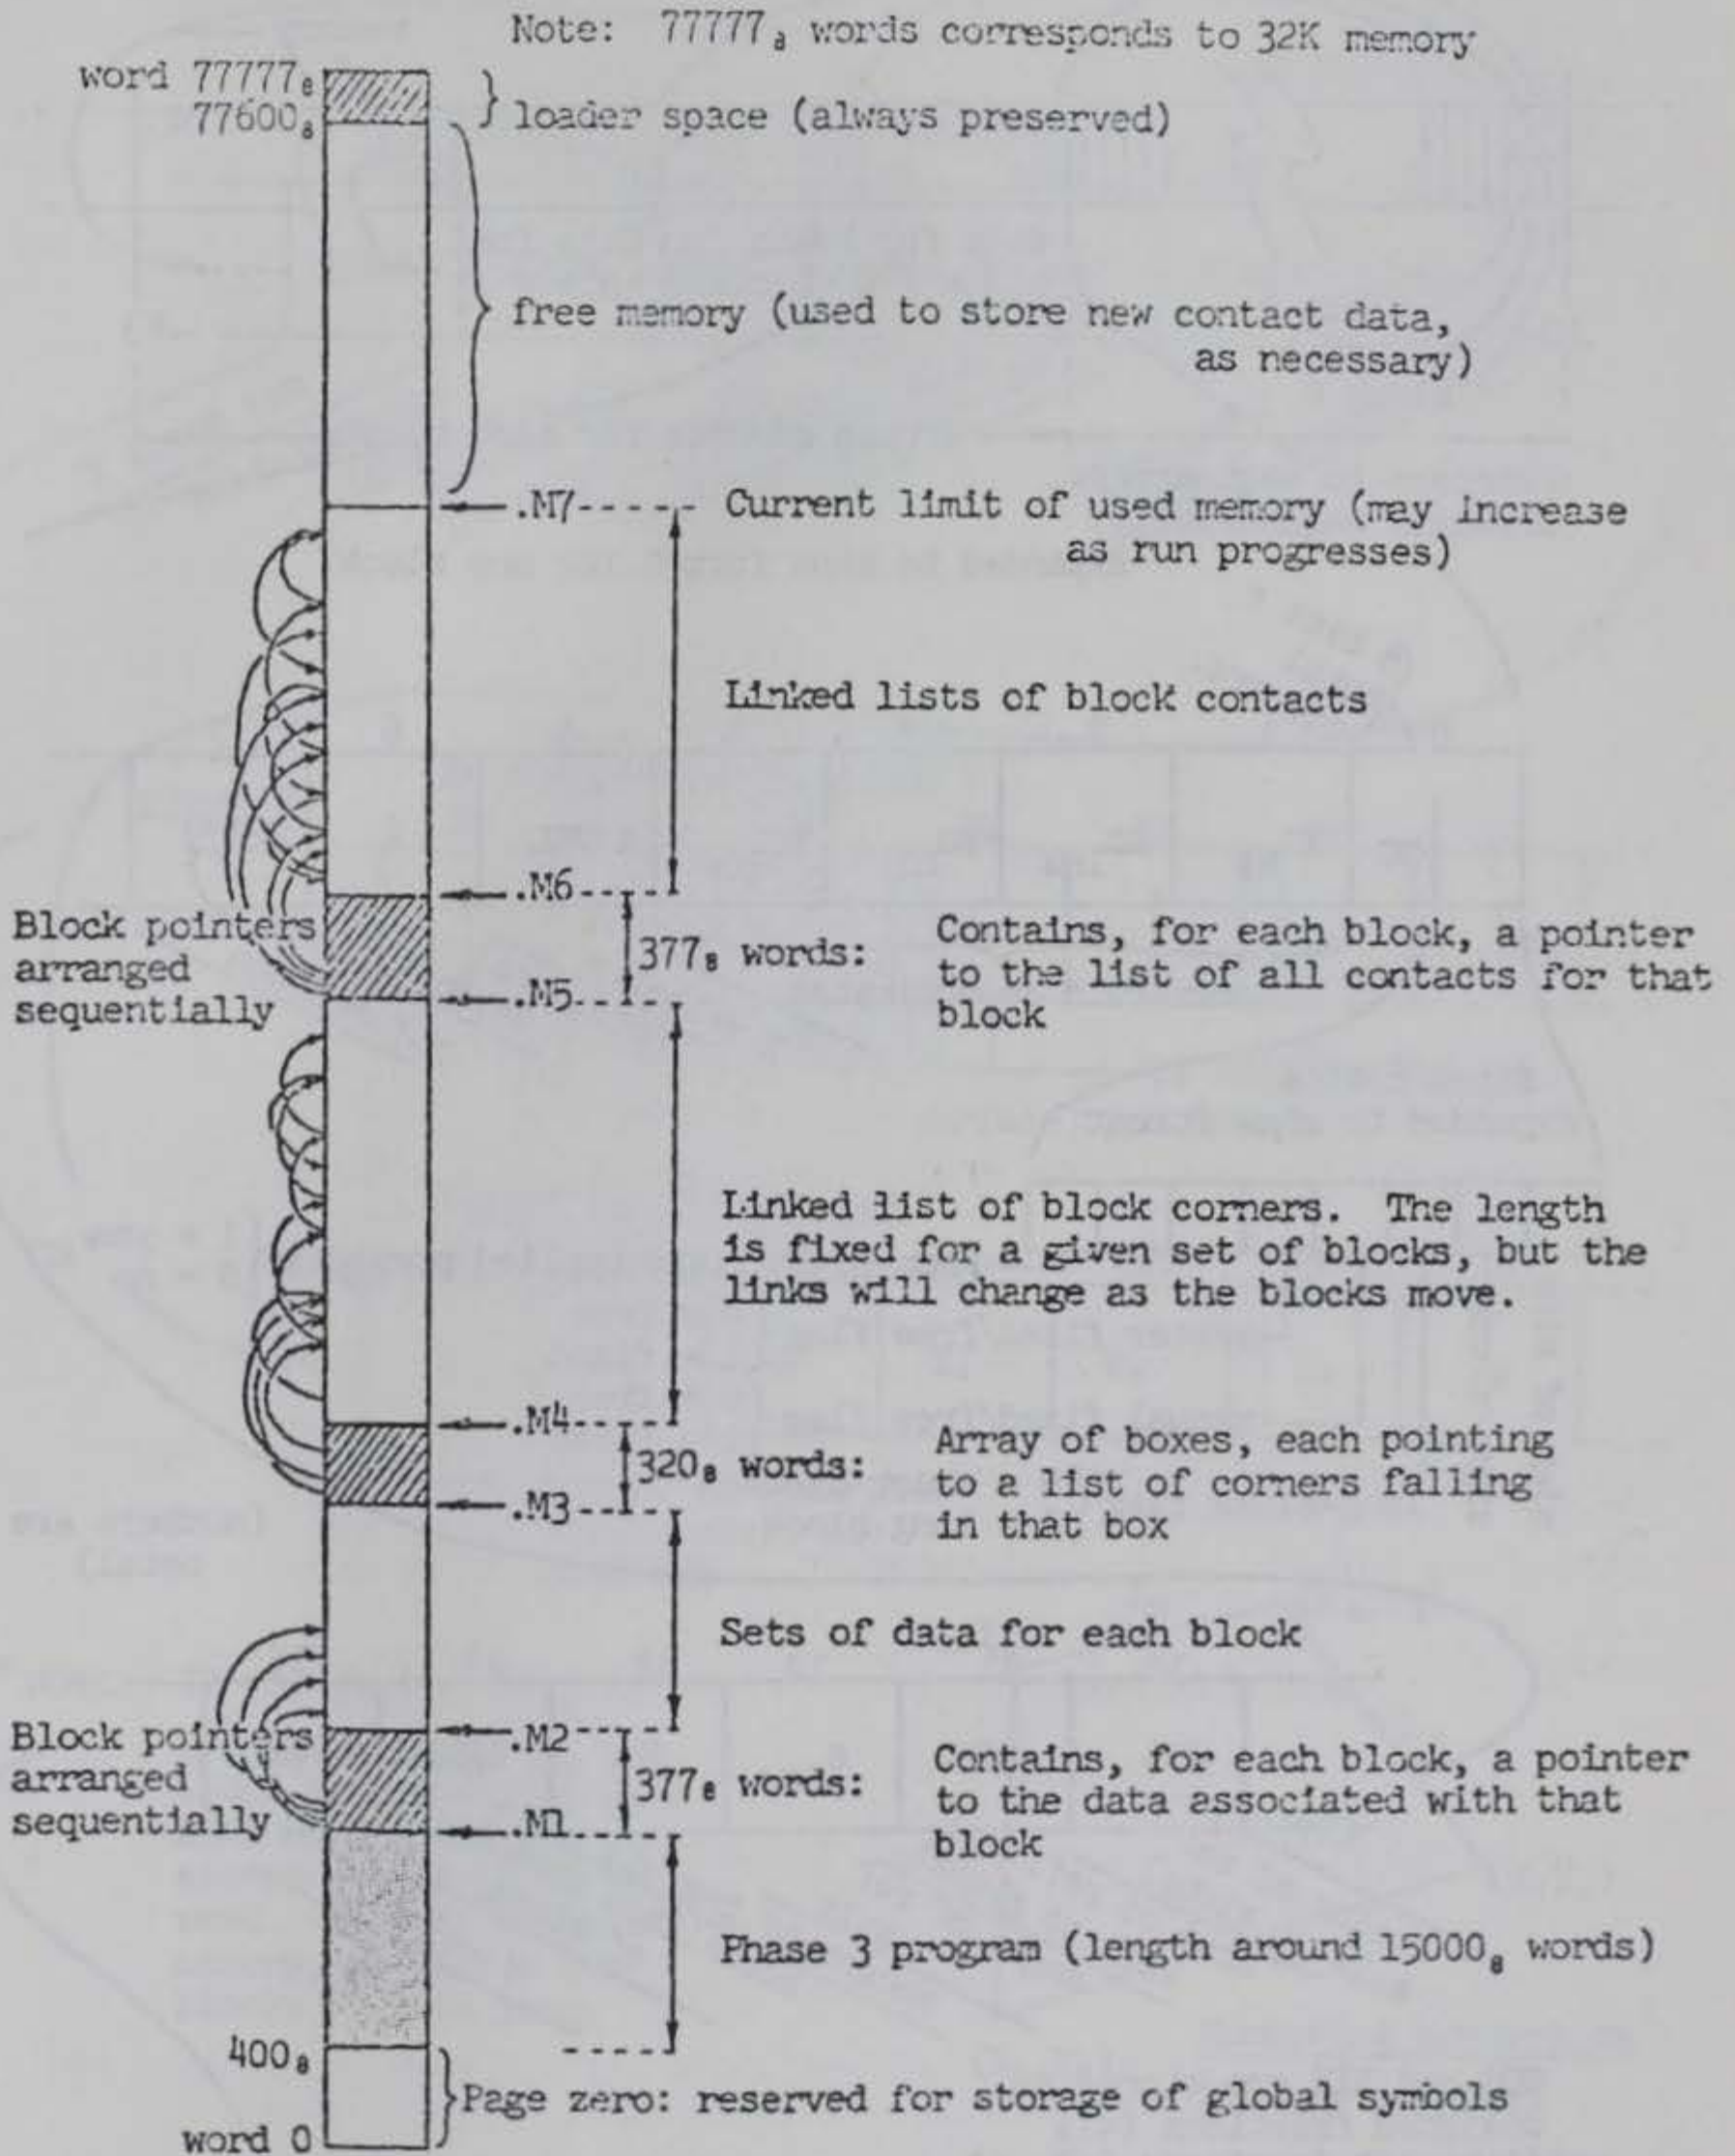 Note: 77777₈ words corresponds to 32K memory
word 77777₈
77600₈
loader space (always preserved)
free memory (used to store new contact data,
as necessary)
.M7
Current limit of used memory (may increase
as run progresses)
Linked lists of block contacts
.M6
Block pointers
arranged
sequentially
377₈ words:
Contains, for each block, a pointer
to the list of all contacts for that
block
.M5
Linked list of block corners. The length
is fixed for a given set of blocks, but the
links will change as the blocks move.
.M4
320₈ words:
Array of boxes, each pointing
to a list of corners falling
in that box
.M3
Sets of data for each block
.M2
Block pointers
arranged
sequentially
377₈ words:
Contains, for each block, a pointer
to the data associated with that
block
.M1
Phase 3 program (length around 15000₈ words)
400₈
Page zero: reserved for storage of global symbols
word 0